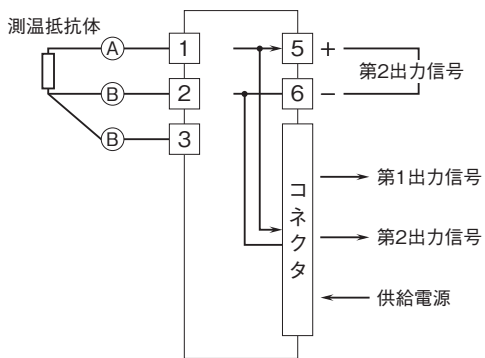 測温抵抗体
A 1 5 +
第2出力信号
B 2 6 −
B 3
コネクタ
第1出力信号
第2出力信号
供給電源